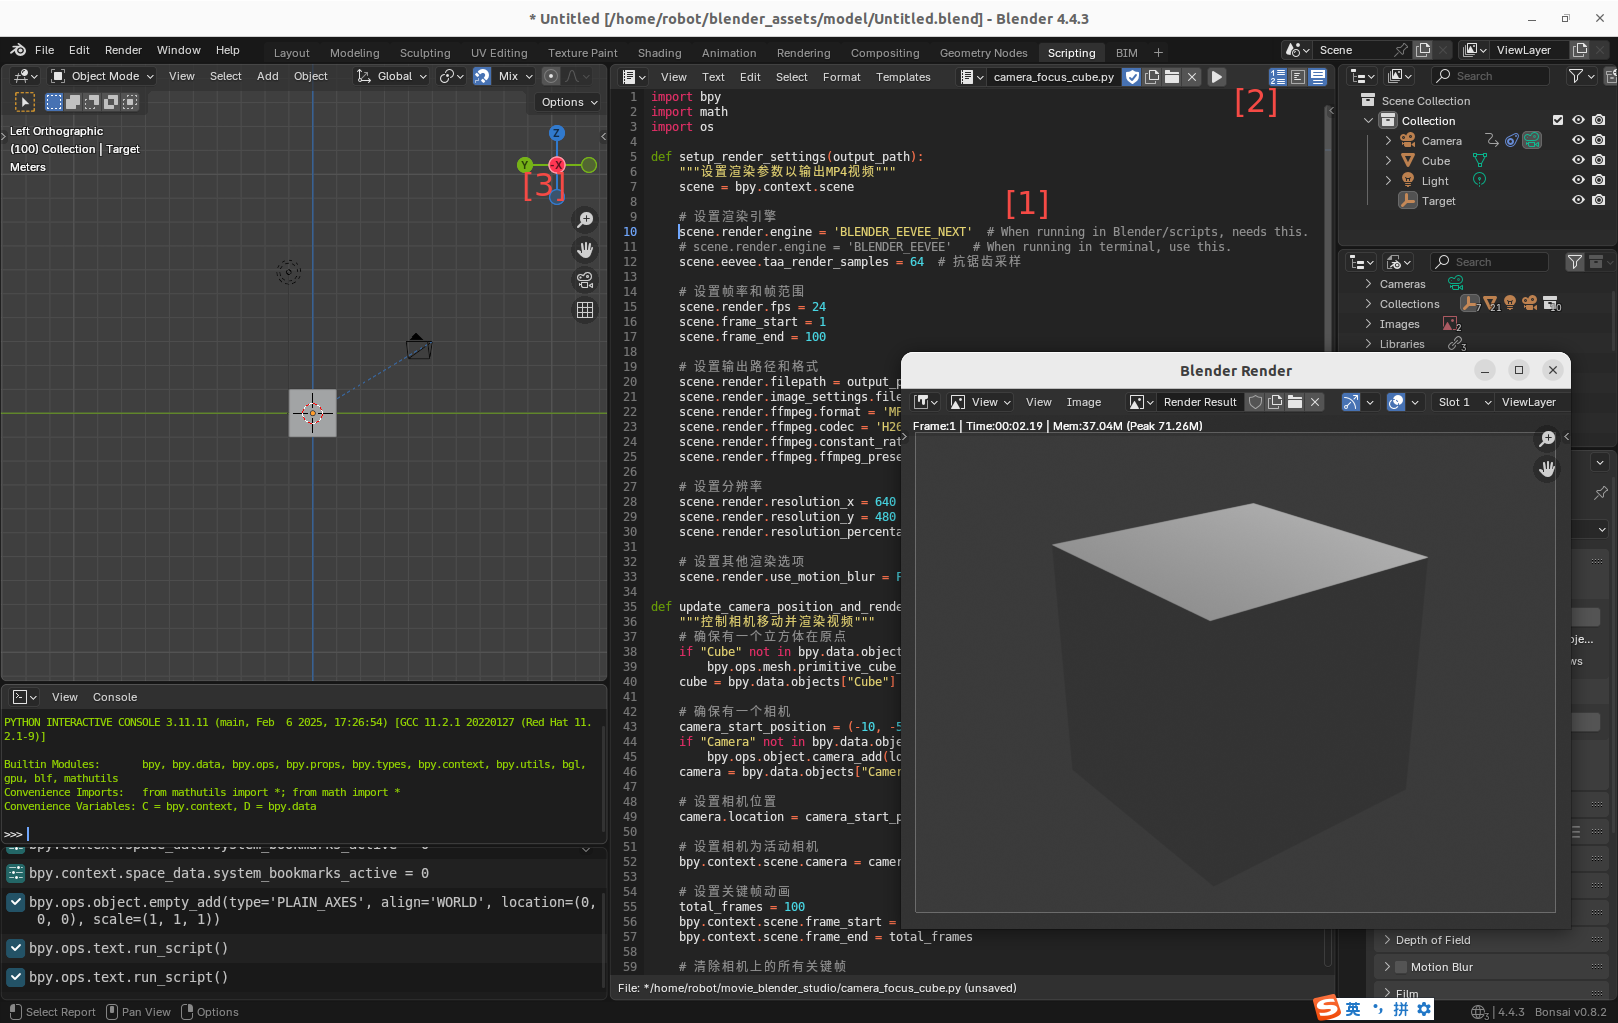 * Untitled [/home/robot/blender_assets/model/Untitled.blend] - Blender 4.4.3
File Edit Render Window Help Layout Modeling Sculpting UV Editing Texture Paint Shading Animation Rendering Compositing Geometry Nodes Scripting BIM + Scene ViewLayer
Object Mode View Select Add Object Global Mix
Options
Left Orthographic
(100) Collection | Target
Meters
Z
Y
-X
[3]
View Text Edit Select Format Templates camera_focus_cube.py
[2]
[1]
1 import bpy
2 import math
3 import os
4
5 def setup_render_settings(output_path):
6 """设置渲染参数以输出MP4视频"""
7 scene = bpy.context.scene
8
9 # 设置渲染引擎
10 scene.render.engine = 'BLENDER_EEVEE_NEXT' # When running in Blender/scripts, needs this.
11 # scene.render.engine = 'BLENDER_EEVEE' # When running in terminal, use this.
12 scene.eevee.taa_render_samples = 64 # 抗锯齿采样
13
14 # 设置帧率和帧范围
15 scene.render.fps = 24
16 scene.frame_start = 1
17 scene.frame_end = 100
18
19 # 设置输出路径和格式
20 scene.render.filepath = output_p
21 scene.render.image_settings.file
22 scene.render.ffmpeg.format = 'MP
23 scene.render.ffmpeg.codec = 'H26
24 scene.render.ffmpeg.constant_rat
25 scene.render.ffmpeg.ffmpeg_prese
26
27 # 设置分辨率
28 scene.render.resolution_x = 640
29 scene.render.resolution_y = 480
30 scene.render.resolution_percenta
31
32 # 设置其他渲染选项
33 scene.render.use_motion_blur = F
34
35 def update_camera_position_and_rende
36 """控制相机移动并渲染视频"""
37 # 确保有一个立方体在原点
38 if "Cube" not in bpy.data.object
39 bpy.ops.mesh.primitive_cube_
40 cube = bpy.data.objects["Cube"]
41
42 # 确保有一个相机
43 camera_start_position = (-10, -5
44 if "Camera" not in bpy.data.obje
45 bpy.ops.object.camera_add(lo
46 camera = bpy.data.objects["Camer
47
48 # 设置相机位置
49 camera.location = camera_start_p
50
51 # 设置相机为活动相机
52 bpy.context.scene.camera = camer
53
54 # 设置关键帧动画
55 total_frames = 100
56 bpy.context.scene.frame_start =
57 bpy.context.scene.frame_end = total_frames
58
59 # 清除相机上的所有关键帧
File: */home/robot/movie_blender_studio/camera_focus_cube.py (unsaved)
View Console
PYTHON INTERACTIVE CONSOLE 3.11.11 (main, Feb  6 2025, 17:26:54) [GCC 11.2.1 20220127 (Red Hat 11.
2.1-9)]
Builtin Modules: bpy, bpy.data, bpy.ops, bpy.props, bpy.types, bpy.context, bpy.utils, bgl,
gpu, blf, mathutils
Convenience Imports: from mathutils import *; from math import *
Convenience Variables: C = bpy.context, D = bpy.data
>>>
bpy.context.space_data.system_bookmarks_active = 0
bpy.context.space_data.system_bookmarks_active = 0
bpy.ops.object.empty_add(type='PLAIN_AXES', align='WORLD', location=(0,
0, 0), scale=(1, 1, 1))
bpy.ops.text.run_script()
bpy.ops.text.run_script()
Select Report Pan View Options
Search
Scene Collection
Collection
Camera
Cube
Light
Target
Search
Cameras
Collections 7 21 10
Images 2
Libraries 3
Blender Render
View View Image Render Result Slot 1 ViewLayer
Frame:1 | Time:00:02.19 | Mem:37.04M (Peak 71.26M)
oje...
ws
Depth of Field
Motion Blur
Film
英 拼
3 | 4.4.3 Bonsai v0.8.2